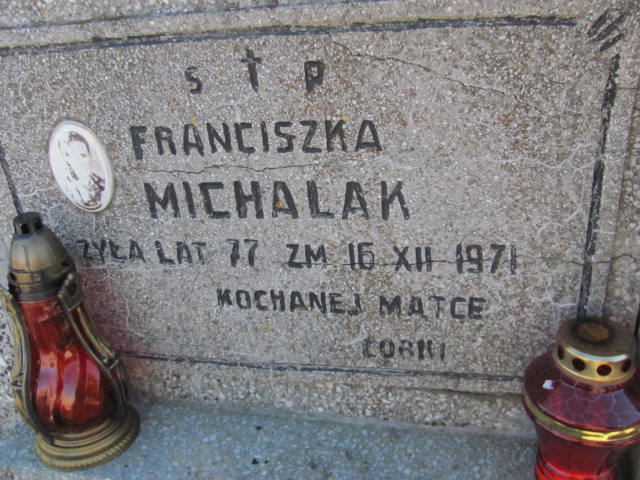 S † P
FRANCISZKA
MICHALAK
ŻYŁA LAT 77 ZM 16 XII 1971
KOCHANEJ MATCE
CÓRKI